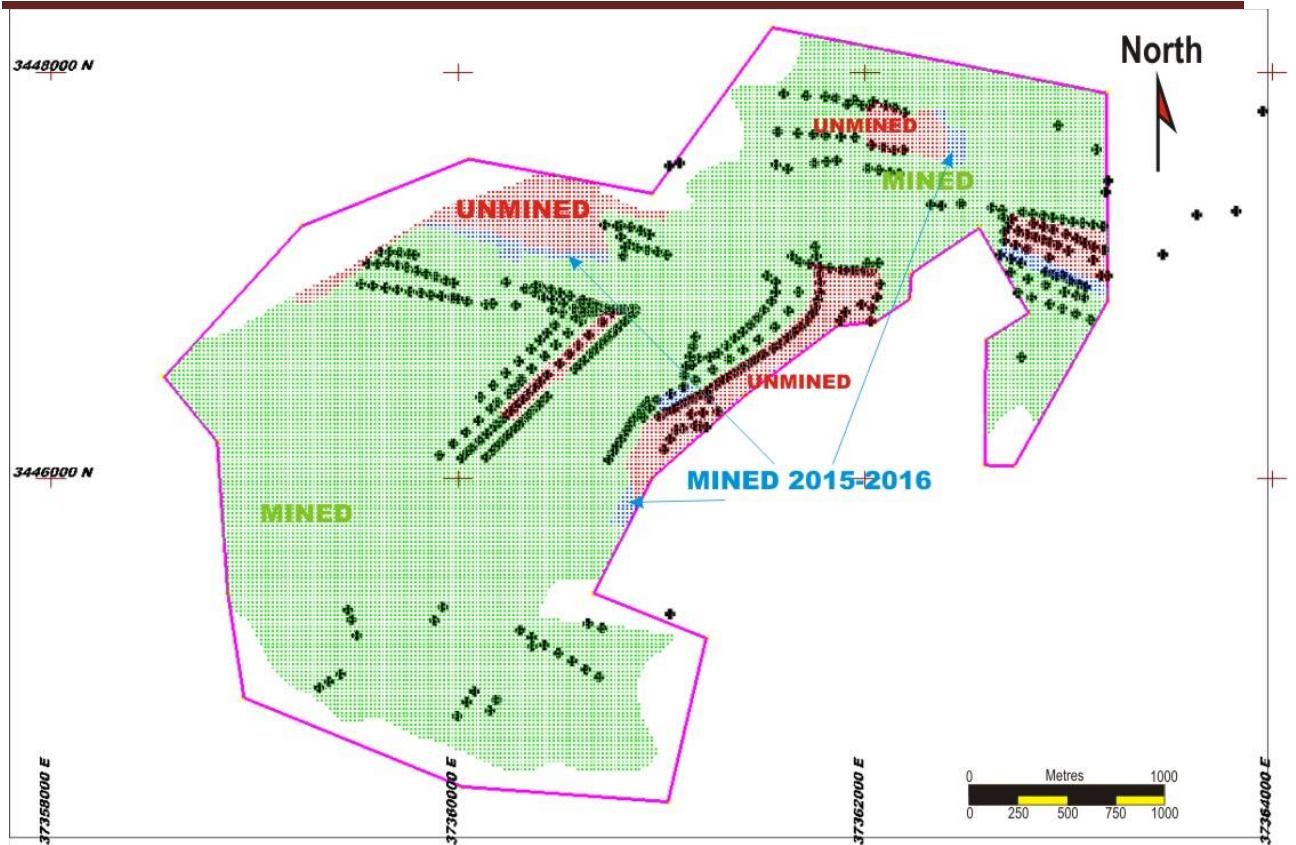 North
3448000 N
UNMINED
MINED
UNMINED
UNMINED
3446000 N
MINED 2015-2016
MINED
37358000 E
37360000 E
37362000 E
37364000 E
0 Metres 1000
0 250 500 750 1000